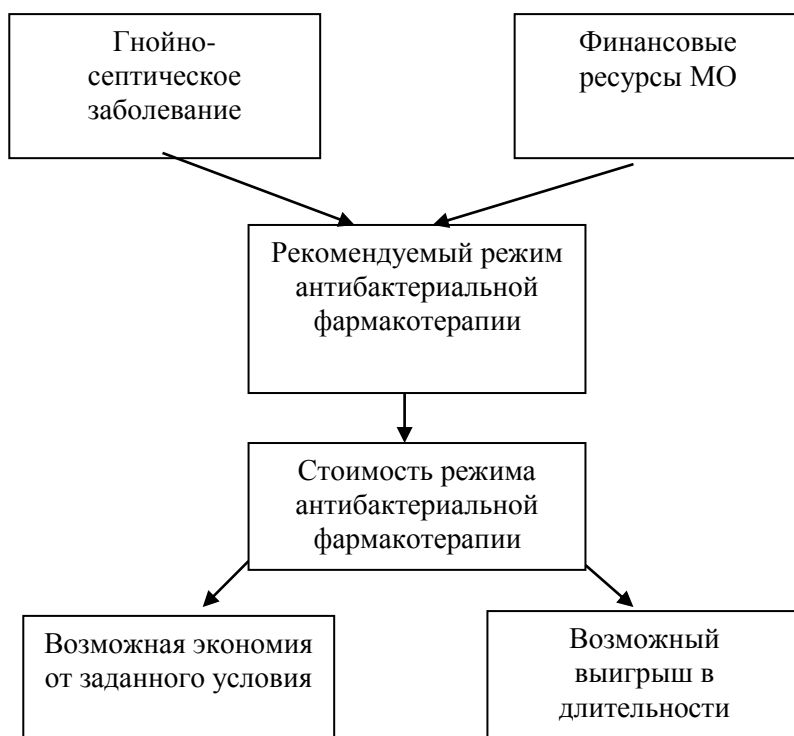 Гнойно-
септическое
заболевание
Финансовые
ресурсы МО
Рекомендуемый режим
антибактериальной
фармакотерапии
Стоимость режима
антибактериальной
фармакотерапии
Возможная экономия
от заданного условия
Возможный
выигрыш в
длительности